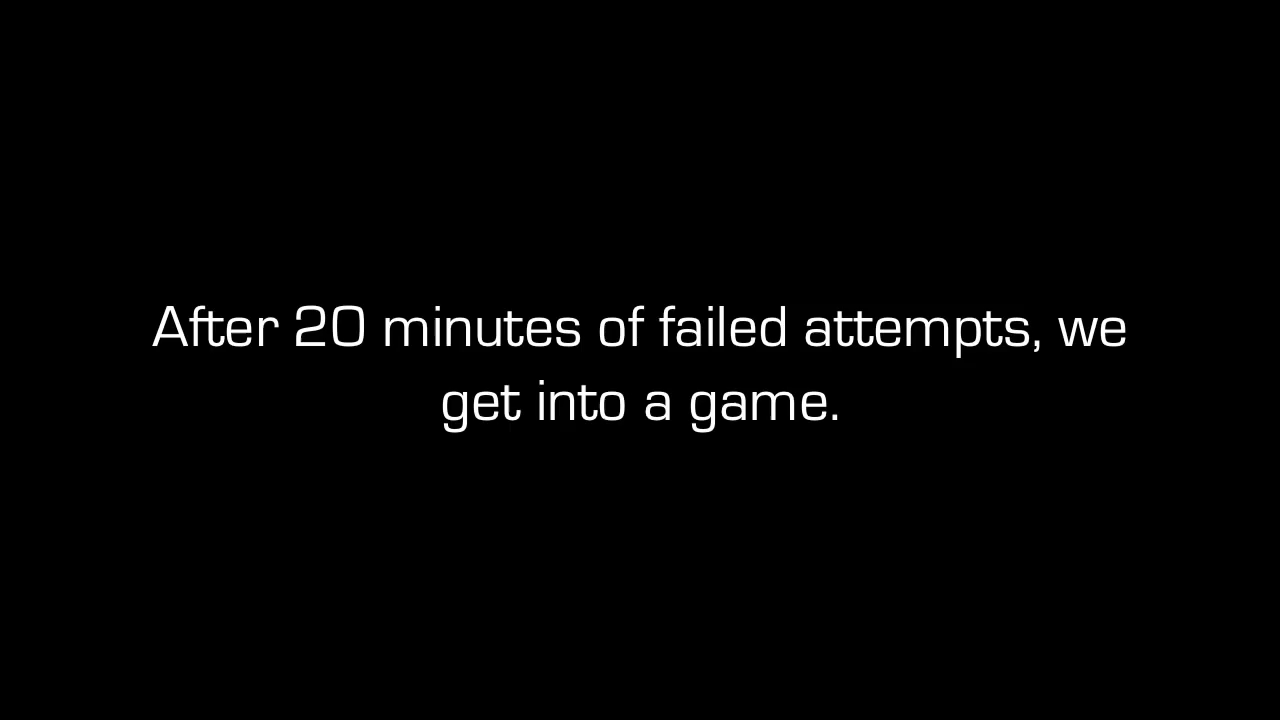 After 20 minutes of failed attempts, we
get into a game.